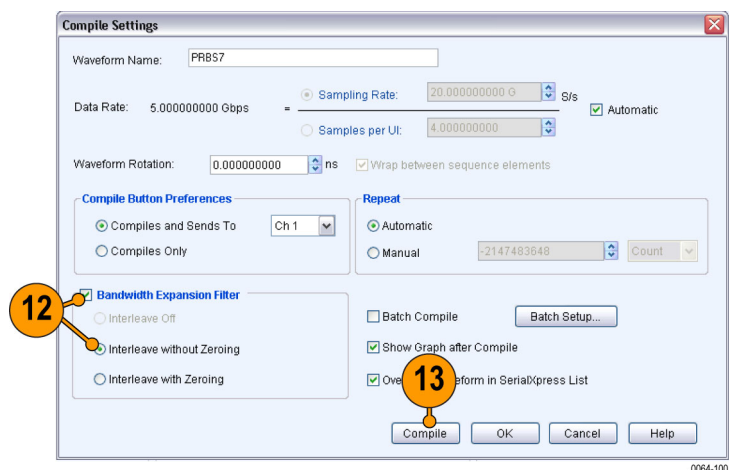 Compile Settings
Waveform Name: PRBS7
Data Rate: 5.000000000 Gbps = Sampling Rate: 20.000000000 G S/s Automatic
Samples per UI: 4.000000000
Waveform Rotation: 0.000000000 ns Wrap between sequence elements
Compile Button Preferences
Compiles and Sends To Ch 1
Compiles Only
Repeat
Automatic
Manual -2147483648 Count
12
Bandwidth Expansion Filter
Interleave Off
Interleave without Zeroing
Interleave with Zeroing
Batch Compile Batch Setup...
Show Graph after Compile
13
in SerialXpress List
Compile OK Cancel Help
0064-100